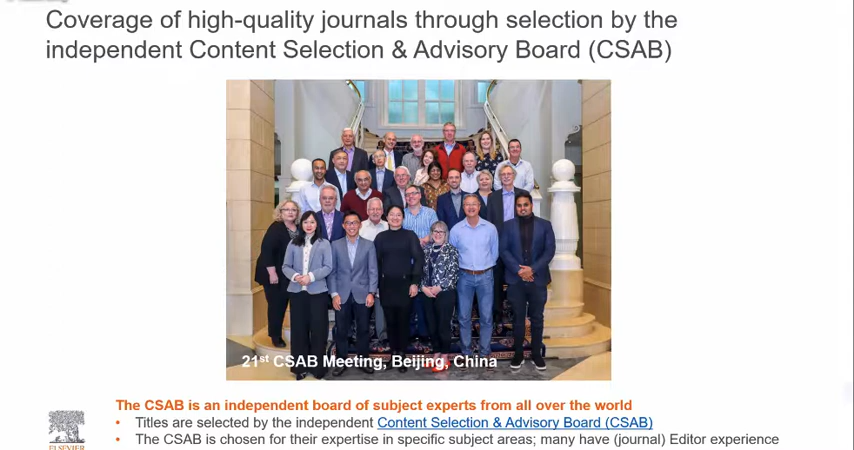 Coverage of high-quality journals through selection by the
independent Content Selection & Advisory Board (CSAB)
21st CSAB Meeting, Beijing, China
The CSAB is an independent board of subject experts from all over the world
• Titles are selected by the independent Content Selection & Advisory Board (CSAB)
• The CSAB is chosen for their expertise in specific subject areas; many have (journal) Editor experience
ELSEVIER